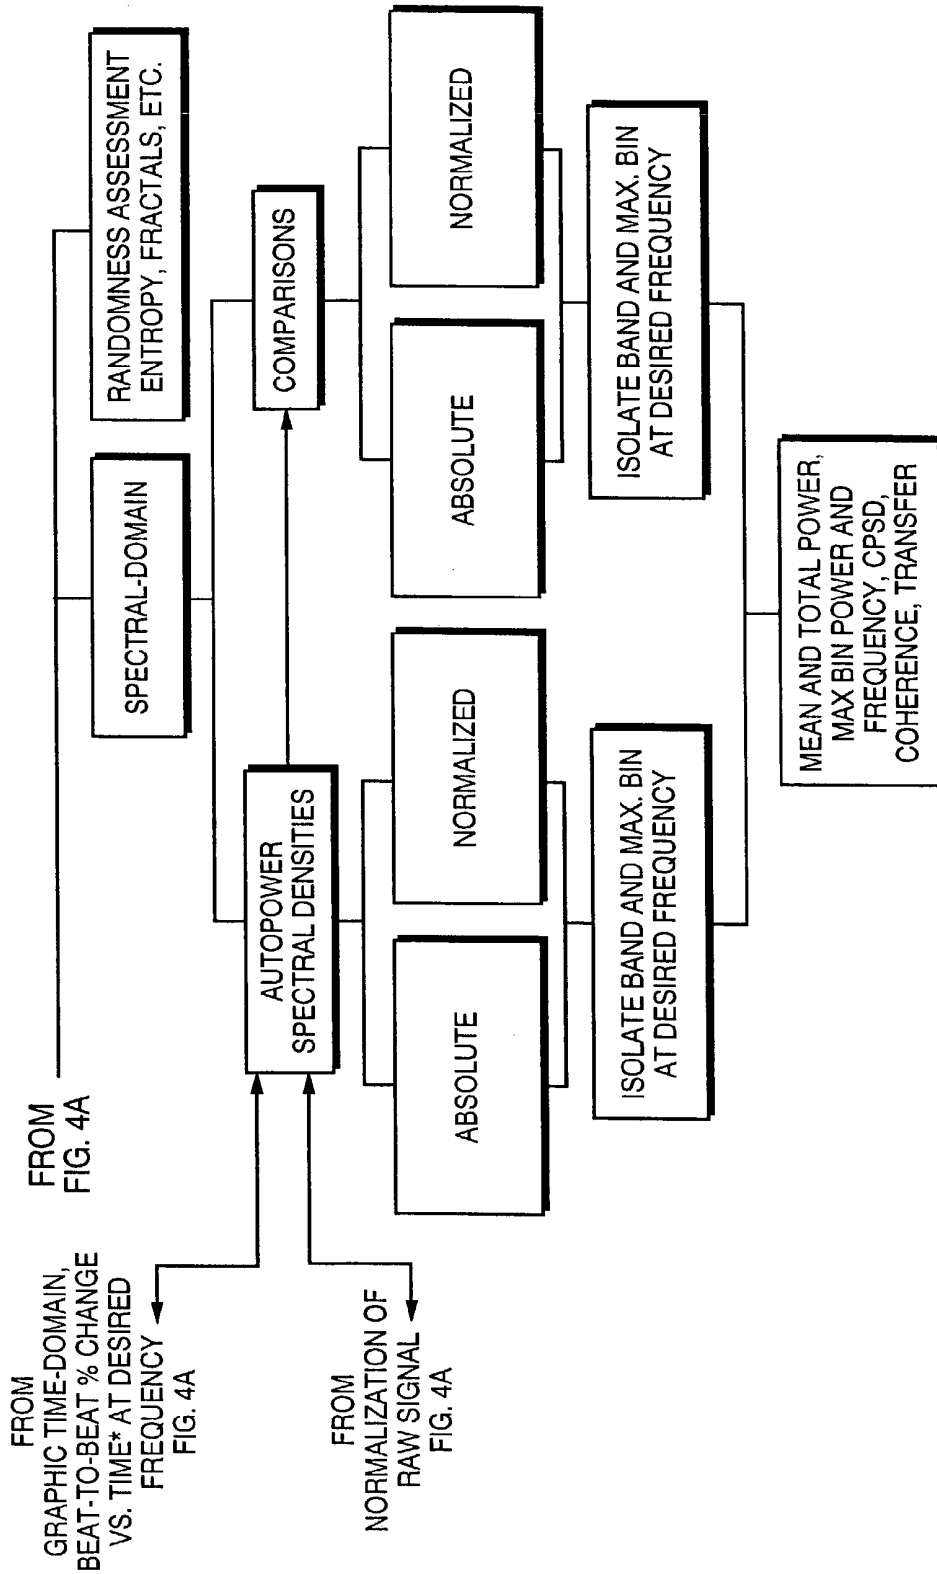 FROM
FIG. 4A
SPECTRAL-DOMAIN
RANDOMNESS ASSESSMENT
ENTROPY, FRACTALS, ETC.
FROM
GRAPHIC TIME-DOMAIN,
BEAT-TO-BEAT % CHANGE
VS. TIME* AT DESIRED
FREQUENCY
FIG. 4A
AUTOPOWER
SPECTRAL DENSITIES
COMPARISONS
FROM
NORMALIZATION OF
RAW SIGNAL
FIG. 4A
ABSOLUTE
NORMALIZED
ABSOLUTE
NORMALIZED
ISOLATE BAND AND MAX. BIN
AT DESIRED FREQUENCY
ISOLATE BAND AND MAX. BIN
AT DESIRED FREQUENCY
MEAN AND TOTAL POWER,
MAX BIN POWER AND
FREQUENCY, CPSD,
COHERENCE, TRANSFER